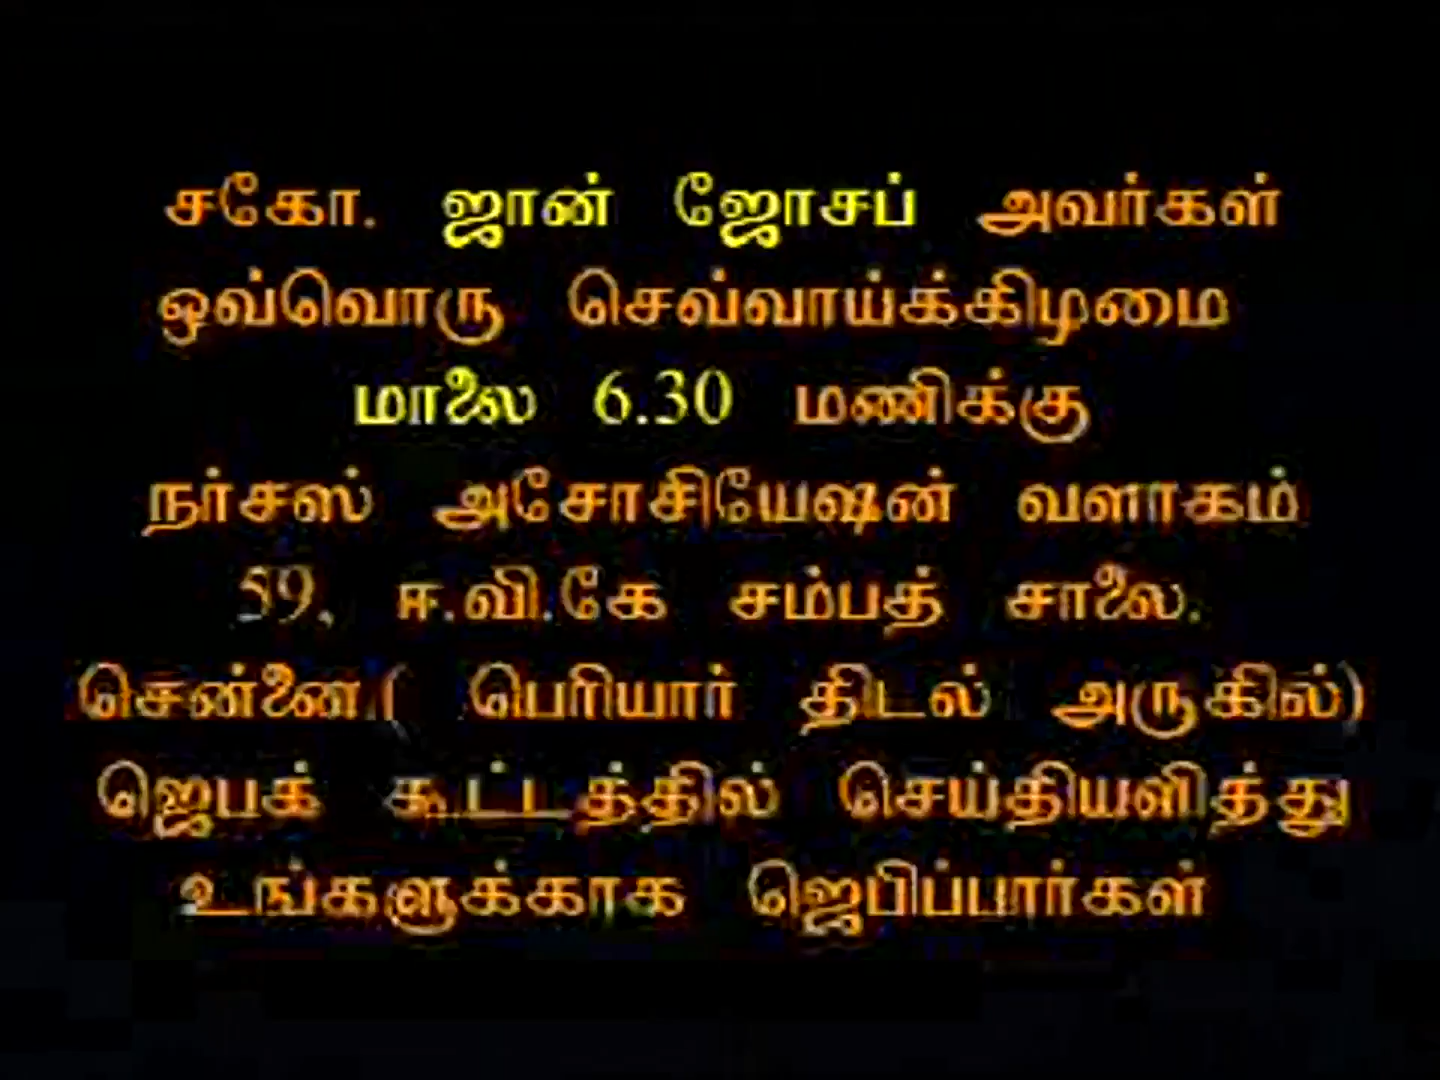 சகோ. ஜான் ஜோசப் அவர்கள்
ஒவ்வொரு செவ்வாய்க்கிழமை
மாலை 6.30 மணிக்கு
நர்சஸ் அசோசியேஷன் வளாகம்
59, ஈ.வி.கே சம்பத் சாலை.
சென்னை.( பெரியார் திடல் அருகில்)
ஜெபக் கூட்டத்தில் செய்தியளித்து
உங்களுக்காக ஜெபிப்பார்கள்